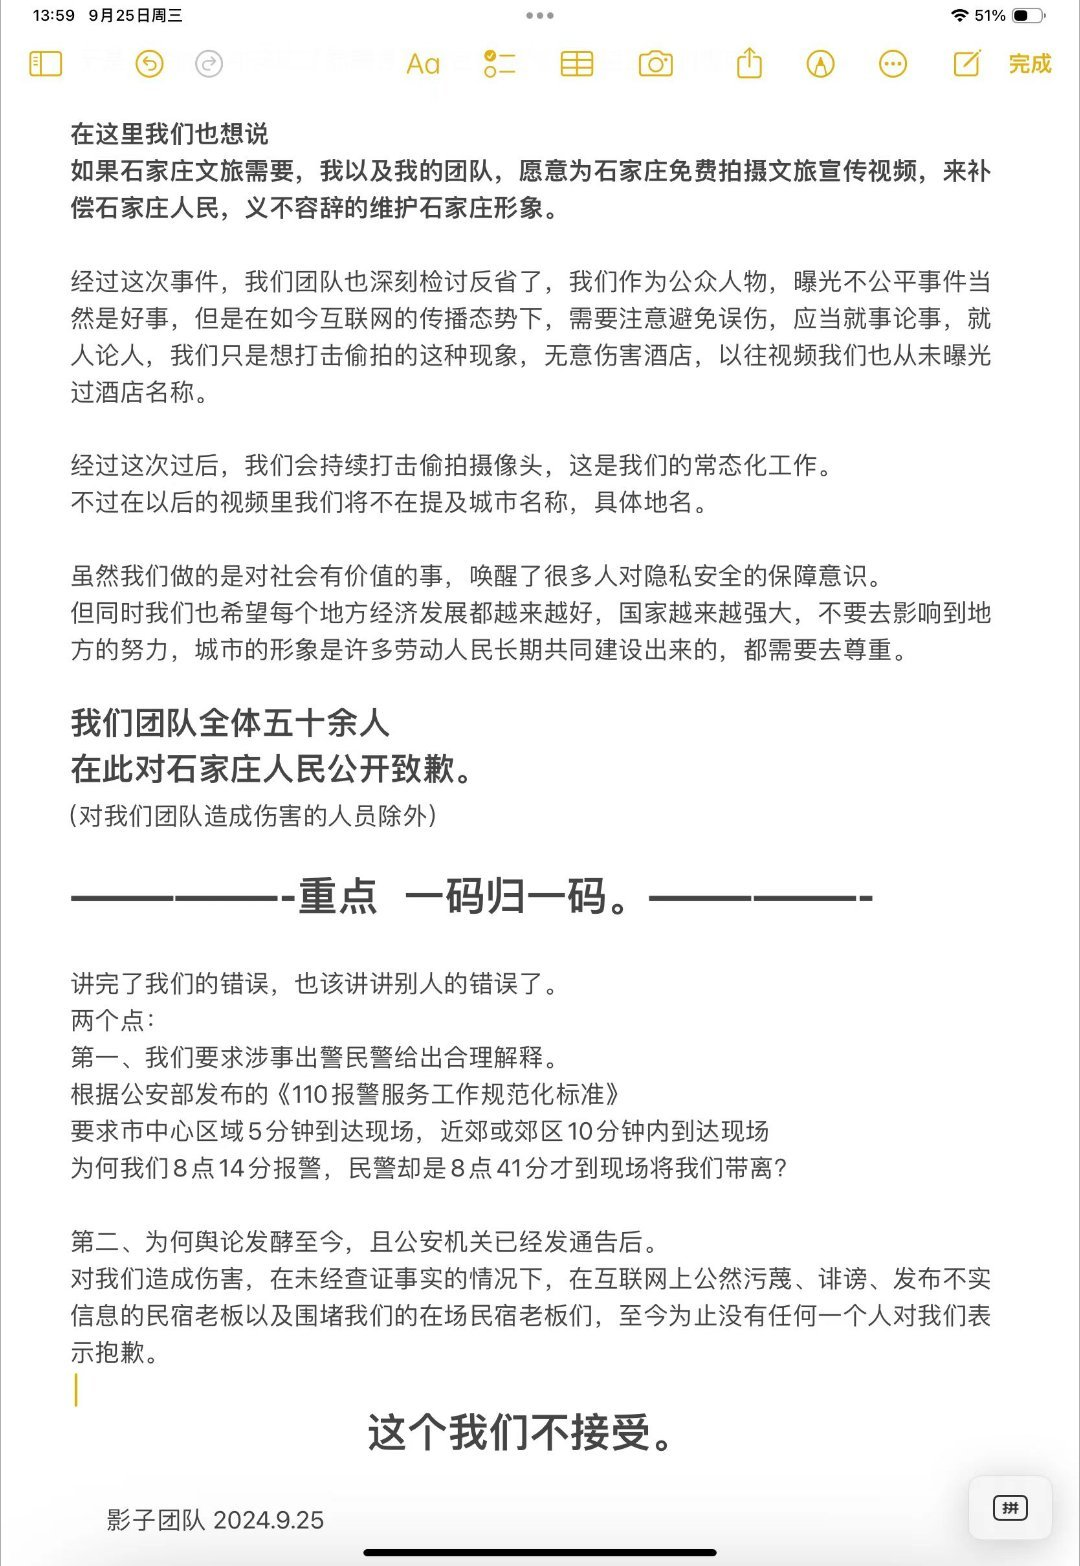 13:59 9月25日周三
51%
Aa
完成
在这里我们也想说
如果石家庄文旅需要，我以及我的团队，愿意为石家庄免费拍摄文旅宣传视频，来补
偿石家庄人民，义不容辞的维护石家庄形象。
经过这次事件，我们团队也深刻检讨反省了，我们作为公众人物，曝光不公平事件当
然是好事，但是在如今互联网的传播态势下，需要注意避免误伤，应当就事论事，就
人论人，我们只是想打击偷拍的这种现象，无意伤害酒店，以往视频我们也从未曝光
过酒店名称。
经过这次过后，我们会持续打击偷拍摄像头，这是我们的常态化工作。
不过在以后的视频里我们将不在提及城市名称，具体地名。
虽然我们做的是对社会有价值的事，唤醒了很多人对隐私安全的保障意识。
但同时我们也希望每个地方经济发展都越来越好，国家越来越强大，不要去影响到地
方的努力，城市的形象是许多劳动人民长期共同建设出来的，都需要去尊重。
我们团队全体五十余人
在此对石家庄人民公开致歉。
（对我们团队造成伤害的人员除外）
—————-重点 一码归一码。—————-
讲完了我们的错误，也该讲讲别人的错误了。
两个点：
第一、我们要求涉事出警民警给出合理解释。
根据公安部发布的《110报警服务工作规范化标准》
要求市中心区域5分钟到达现场，近郊或郊区10分钟内到达现场
为何我们8点14分报警，民警却是8点41分才到现场将我们带离？
第二、为何舆论发酵至今，且公安机关已经发通告后。
对我们造成伤害，在未经查证事实的情况下，在互联网上公然污蔑、诽谤、发布不实
信息的民宿老板以及围堵我们的在场民宿老板们，至今为止没有任何一个人对我们表
示抱歉。
这个我们不接受。
拼
影子团队 2024.9.25